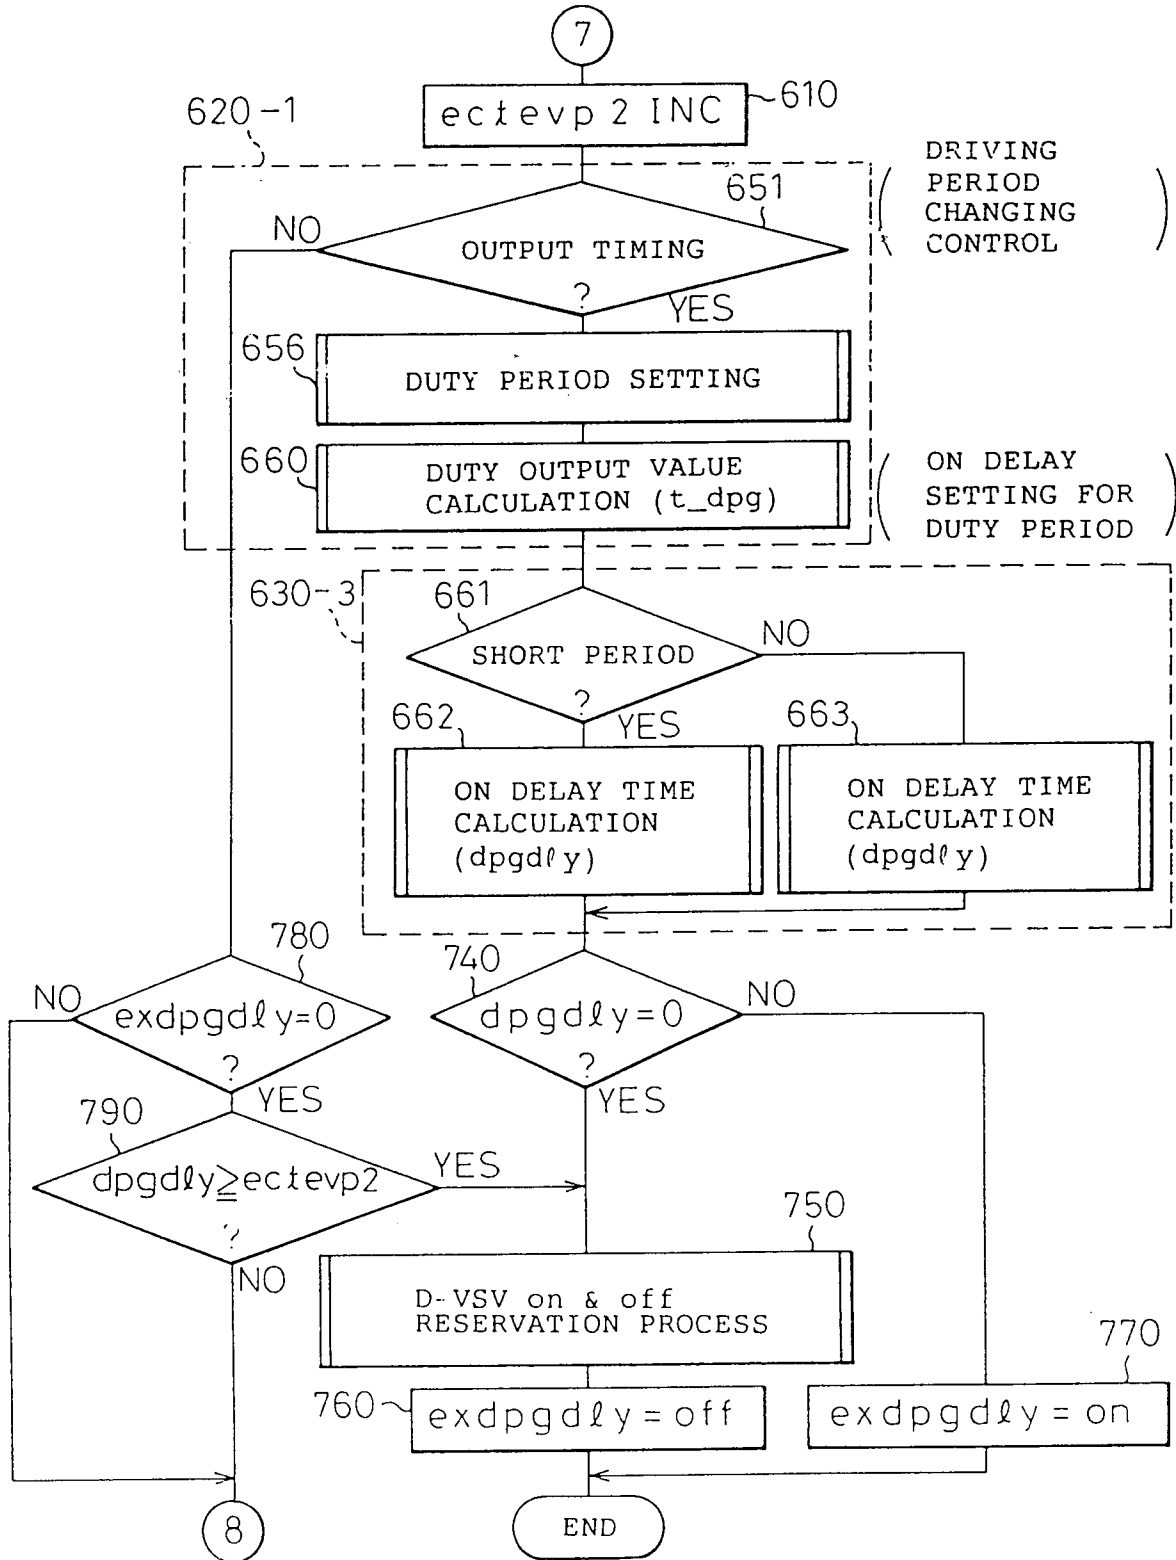 7
ectevp2 INC
610
620-1
DRIVING
PERIOD
CHANGING
CONTROL
651
NO
OUTPUT TIMING
?
YES
656
DUTY PERIOD SETTING
660
DUTY OUTPUT VALUE
CALCULATION (t_dpg)
ON DELAY
SETTING FOR
DUTY PERIOD
630-3
661
SHORT PERIOD
?
NO
YES
662
ON DELAY TIME
CALCULATION
(dpgdℓy)
663
ON DELAY TIME
CALCULATION
(dpgdℓy)
780
NO
exdpgdℓy=0
?
YES
740
dpgdℓy=0
?
NO
YES
790
dpgdℓy≧ectevp2
?
YES
NO
750
D-VSV on & off
RESERVATION PROCESS
760
exdpgdℓy=off
770
exdpgdℓy=on
8
END